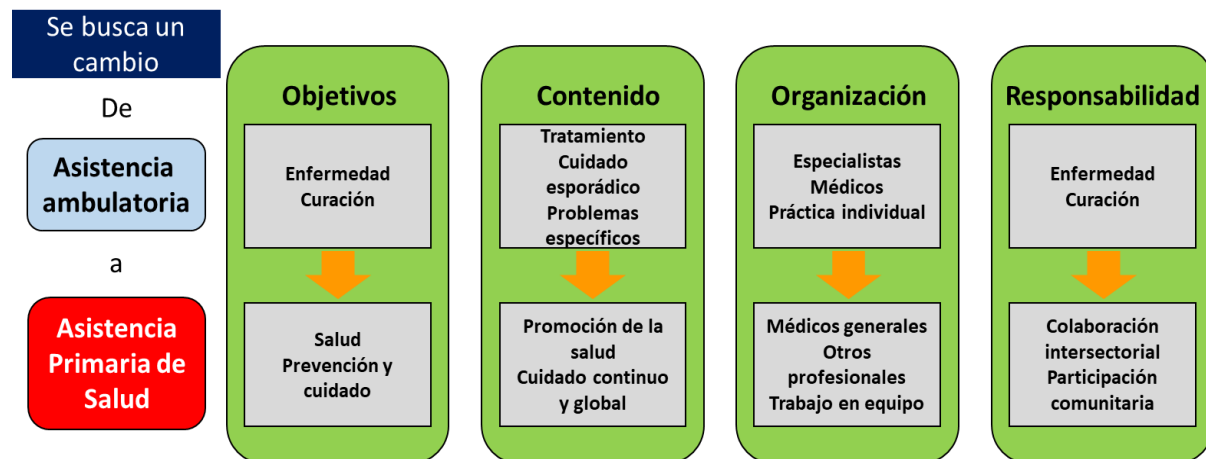 Se busca un
cambio
De
Asistencia
ambulatoria
a
Asistencia
Primaria de
Salud
Objetivos
Enfermedad
Curación
Salud
Prevención y
cuidado
Contenido
Tratamiento
Cuidado
esporádico
Problemas
específicos
Promoción de la
salud
Cuidado continuo
y global
Organización
Especialistas
Médicos
Práctica individual
Médicos generales
Otros
profesionales
Trabajo en equipo
Responsabilidad
Enfermedad
Curación
Colaboración
intersectorial
Participación
comunitaria